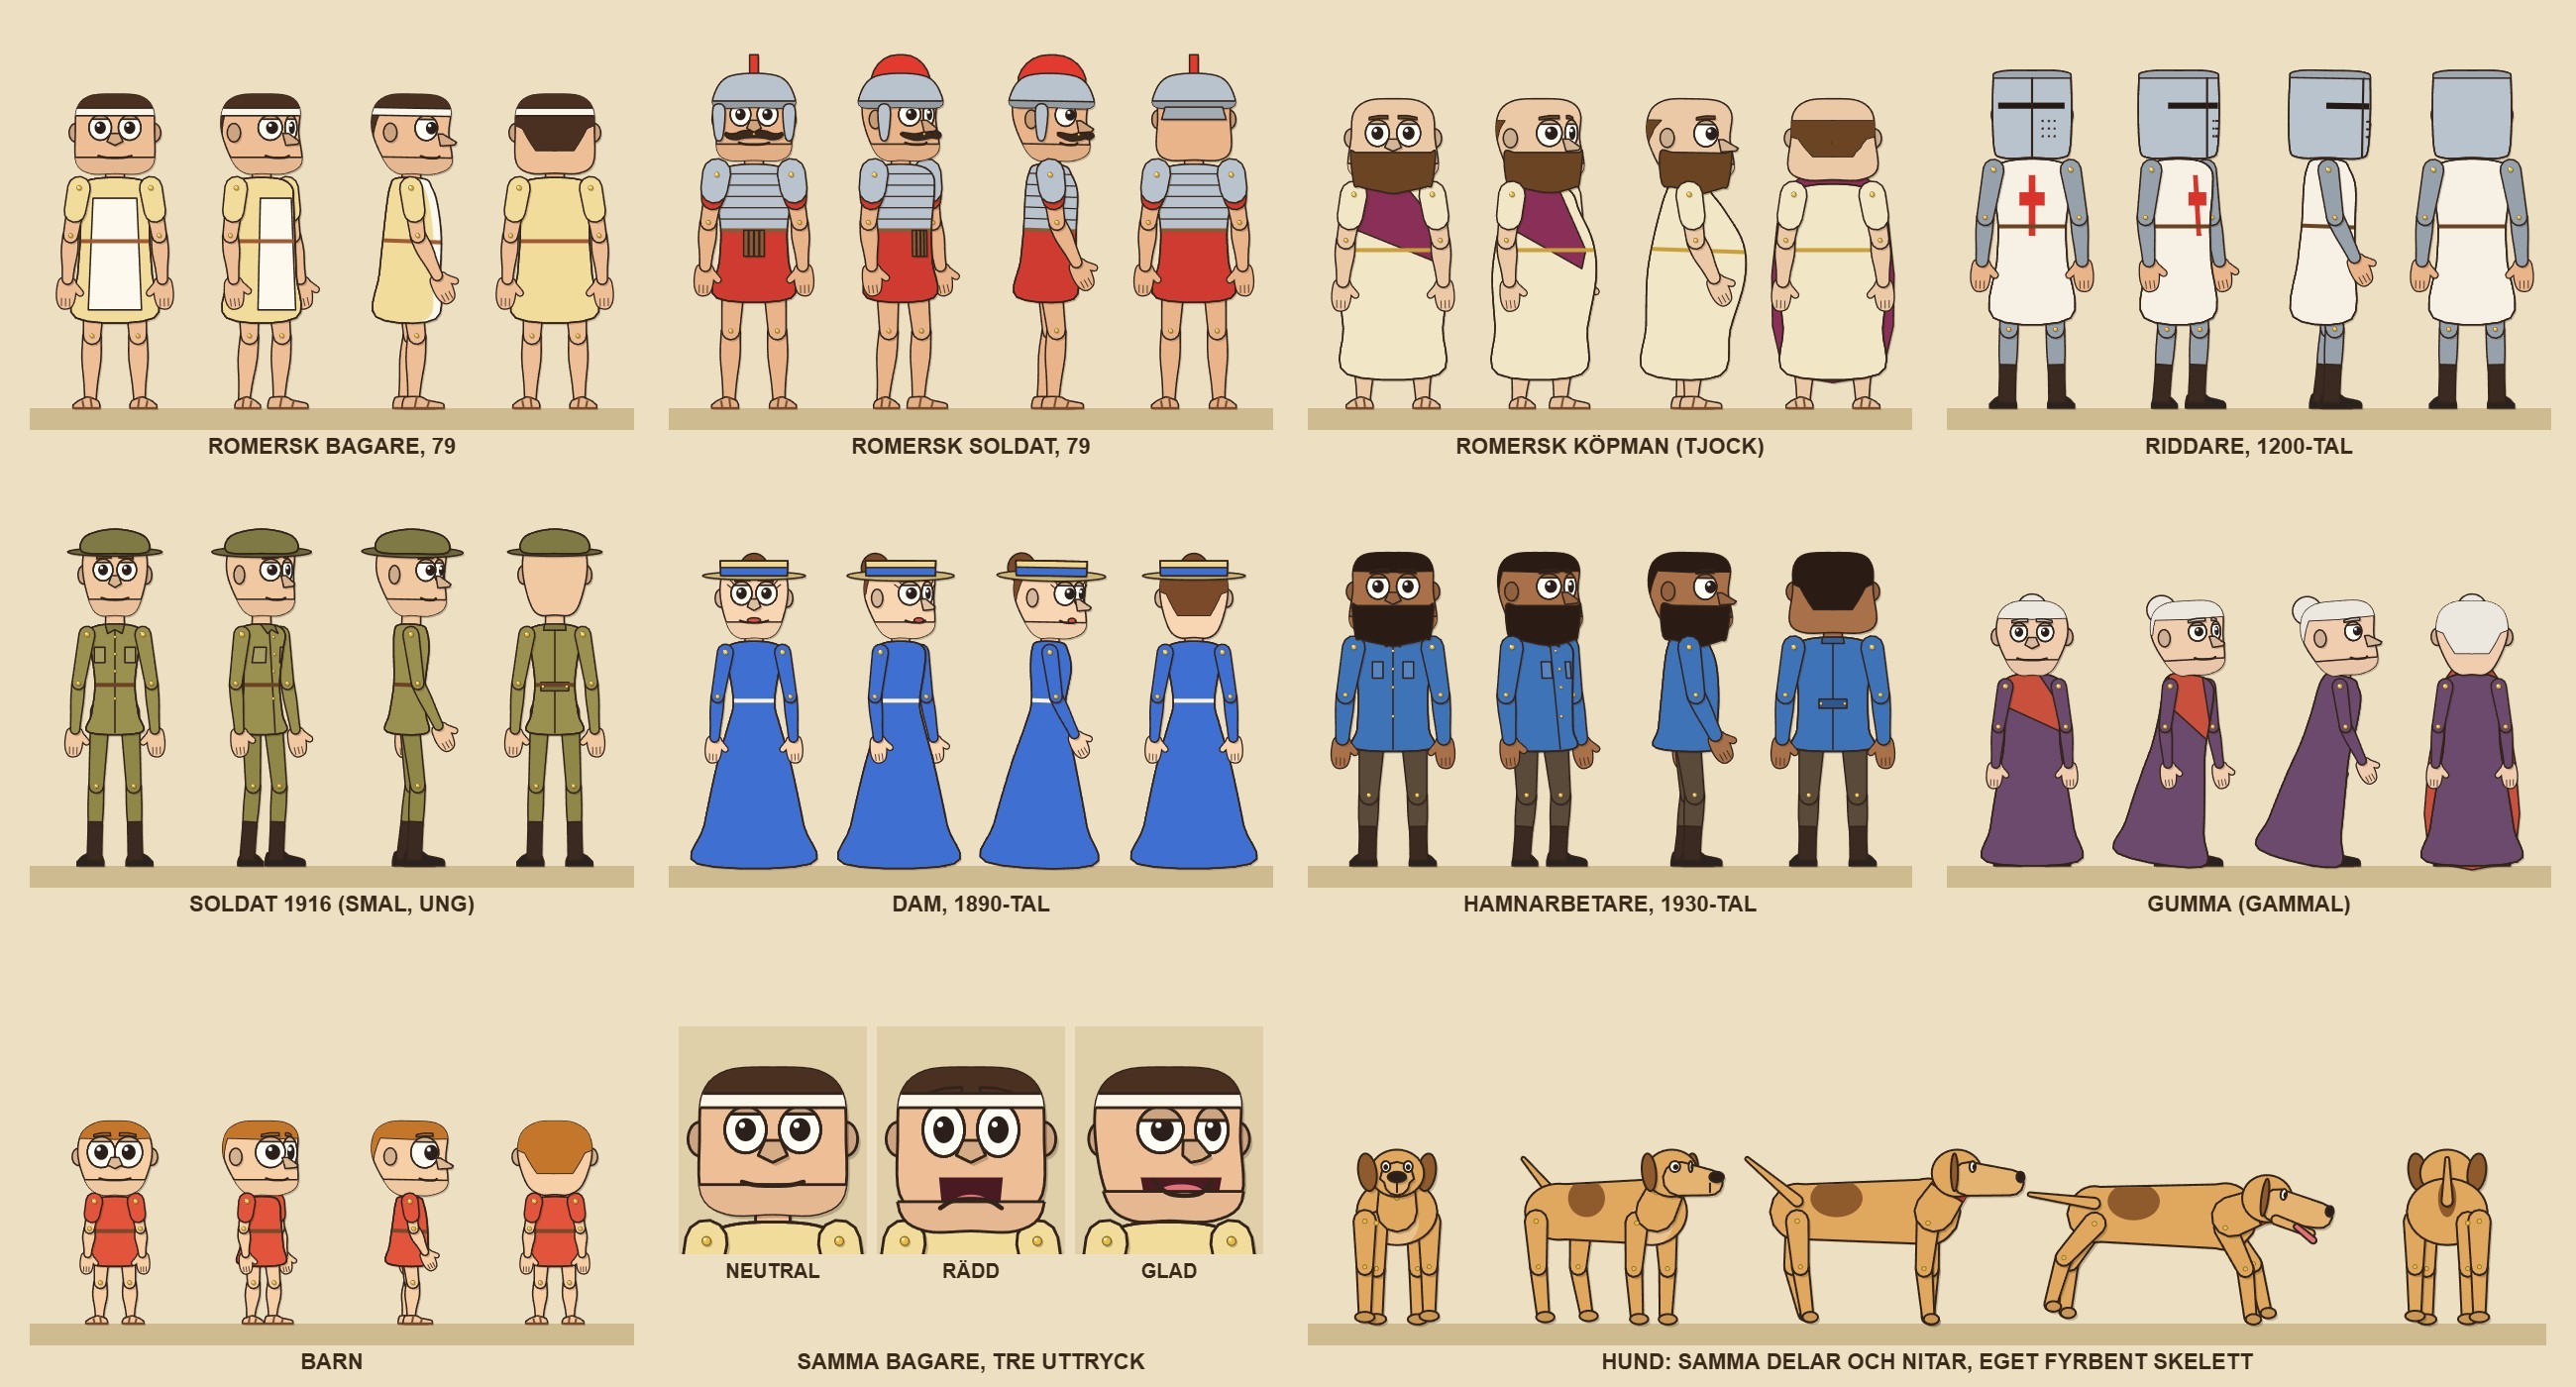 ROMERSK BAGARE, 79
ROMERSK SOLDAT, 79
ROMERSK KÖPMAN (TJOCK)
RIDDARE, 1200-TAL
SOLDAT 1916 (SMAL, UNG)
DAM, 1890-TAL
HAMNARBETARE, 1930-TAL
GUMMA (GAMMAL)
NEUTRAL
RÄDD
GLAD
BARN
SAMMA BAGARE, TRE UTTRYCK
HUND: SAMMA DELAR OCH NITAR, EGET FYRBENT SKELETT